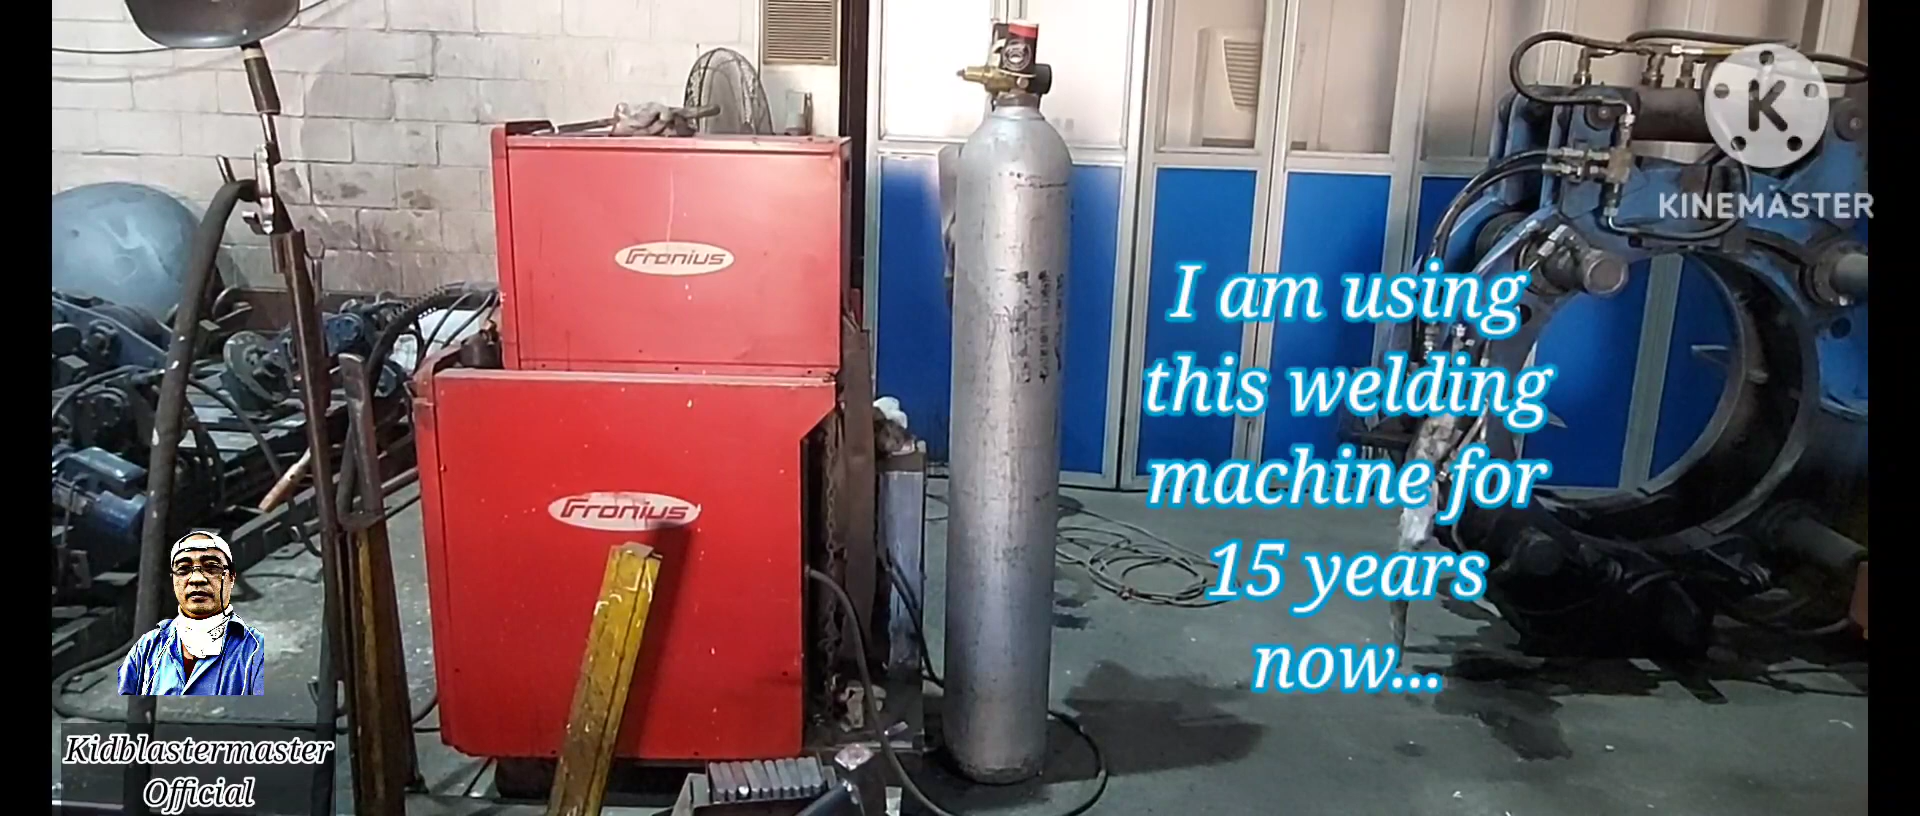 Fronius
Fronius
K
KINEMASTER
I am using
this welding
machine for
15 years
now...
Kidblastermaster
Official